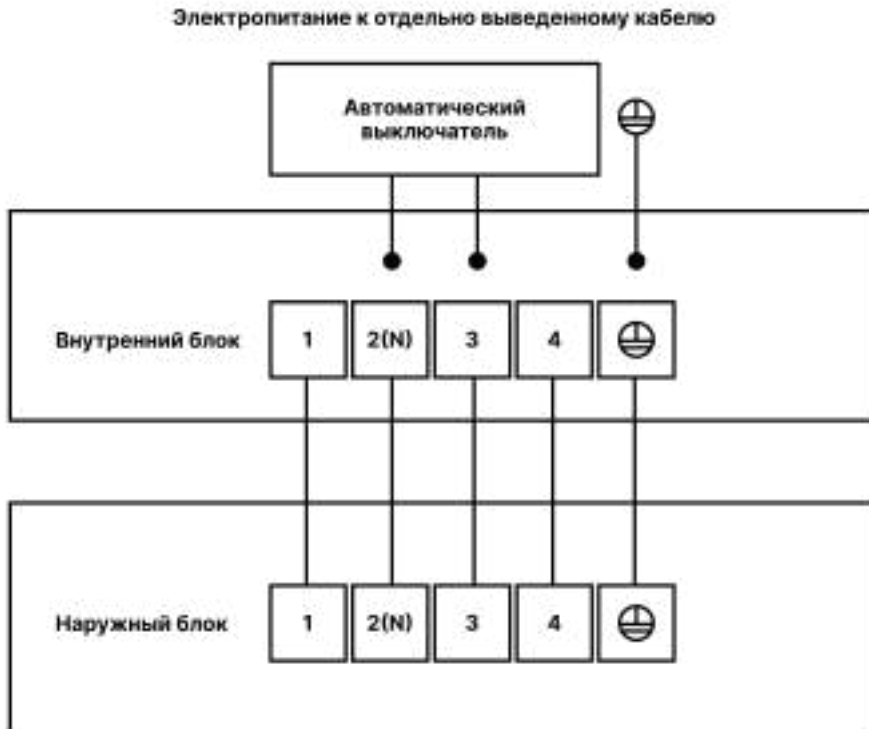 Электропитание к отдельно выведенному кабелю
Автоматический
выключатель
Внутренний блок 1 2(N) 3 4
Наружный блок 1 2(N) 3 4